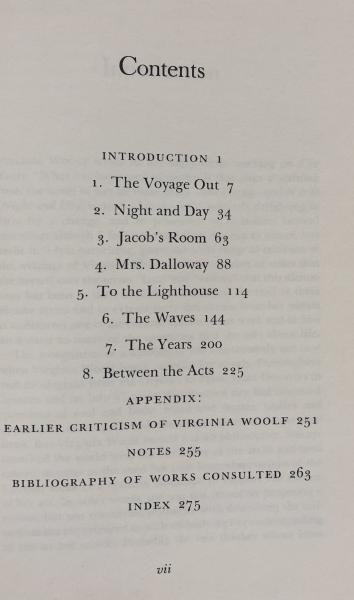 Contents
INTRODUCTION 1
1. The Voyage Out 7
2. Night and Day 34
3. Jacob's Room 63
4. Mrs. Dalloway 88
5. To the Lighthouse 114
6. The Waves 144
7. The Years 200
8. Between the Acts 225
APPENDIX:
EARLIER CRITICISM OF VIRGINIA WOOLF 251
NOTES 255
BIBLIOGRAPHY OF WORKS CONSULTED 263
INDEX 275
vii